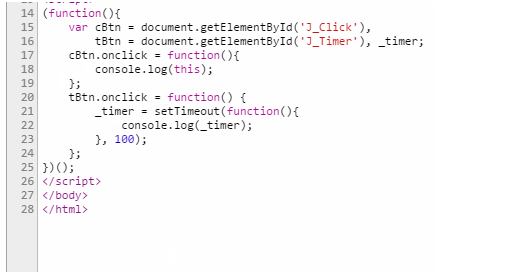 14 (function(){
15     var cBtn = document.getElementById('J_Click'),
16         tBtn = document.getElementById('J_Timer'), _timer;
17     cBtn.onclick = function(){
18         console.log(this);
19     };
20     tBtn.onclick = function() {
21         _timer = setTimeout(function(){
22             console.log(_timer);
23         }, 100);
24     };
25 })();
26 </script>
27 </body>
28 </html>